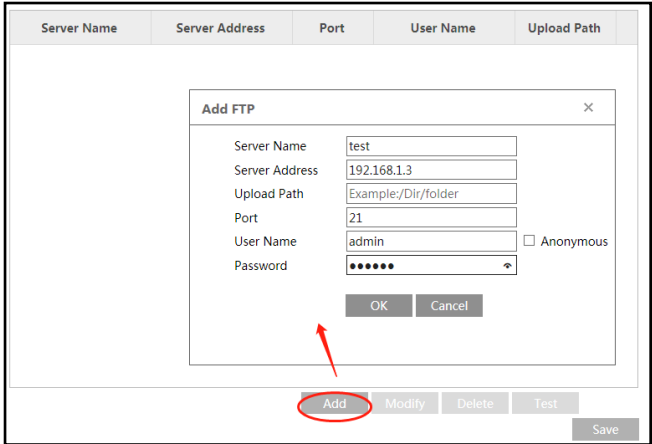 Server Name Server Address Port User Name Upload Path
Add FTP ×
Server Name test
Server Address 192.168.1.3
Upload Path Example:/Dir/folder
Port 21
User Name admin Anonymous
Password ●●●●●●
OK Cancel
Add Modify Delete Test
Save